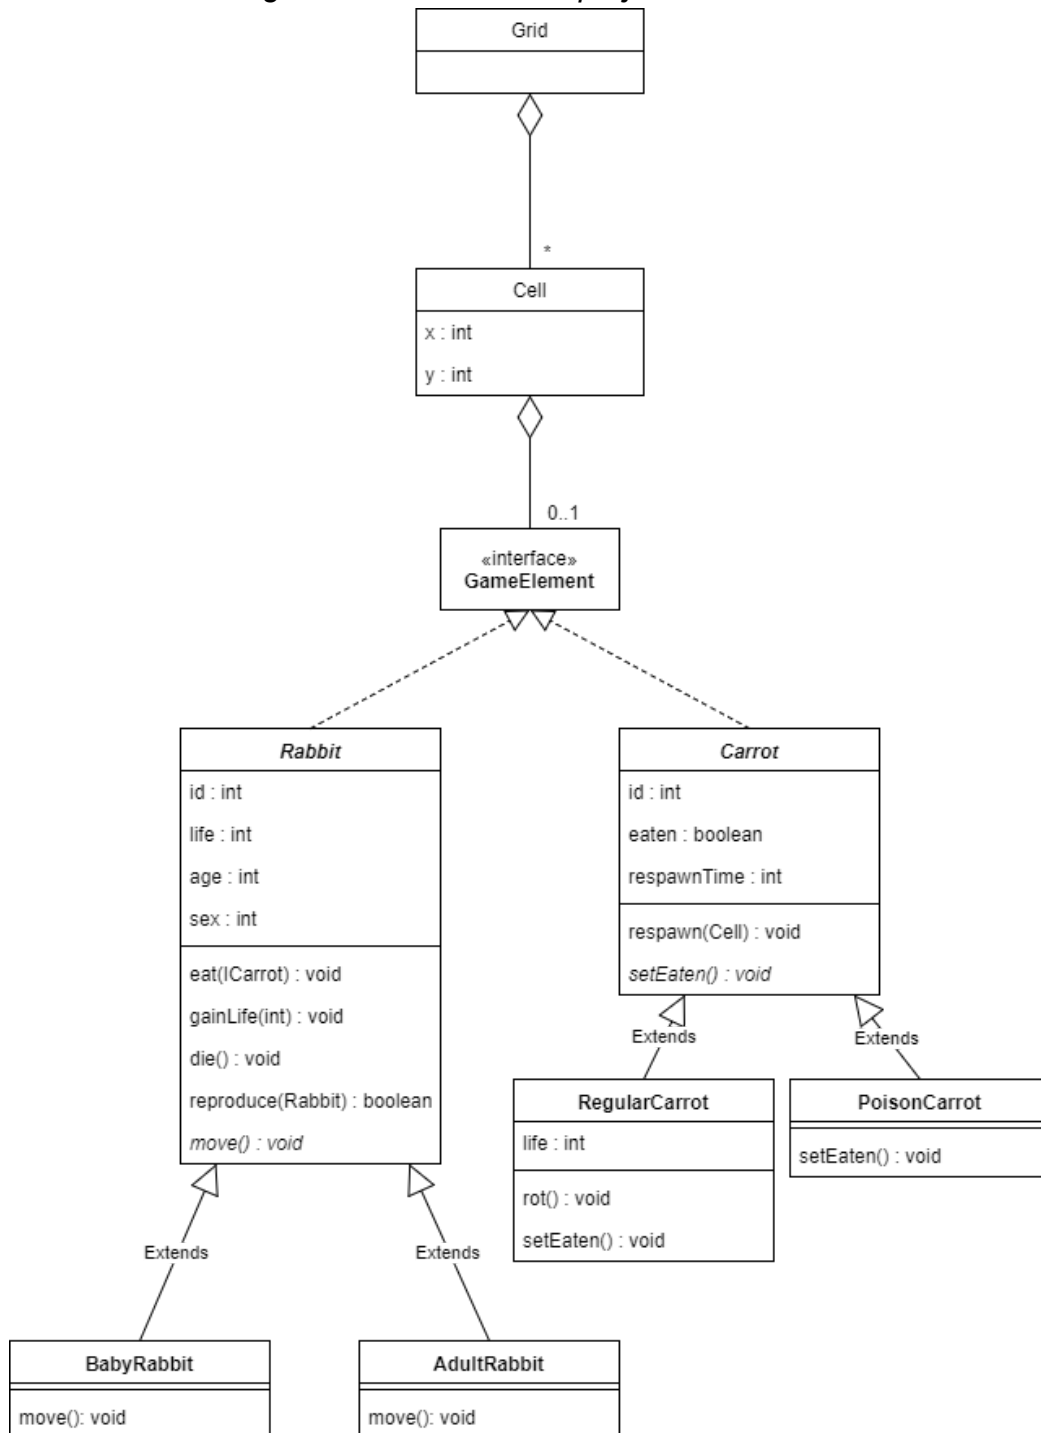 Grid
*
Cell
x : int
y : int
0..1
«interface»
GameElement
Rabbit
id : int
life : int
age : int
sex : int
eat(ICarrot) : void
gainLife(int) : void
die() : void
reproduce(Rabbit) : boolean
move() : void
Carrot
id : int
eaten : boolean
respawnTime : int
respawn(Cell) : void
setEaten() : void
Extends
Extends
RegularCarrot
life : int
rot() : void
setEaten() : void
PoisonCarrot
setEaten() : void
Extends
Extends
BabyRabbit
move(): void
AdultRabbit
move(): void